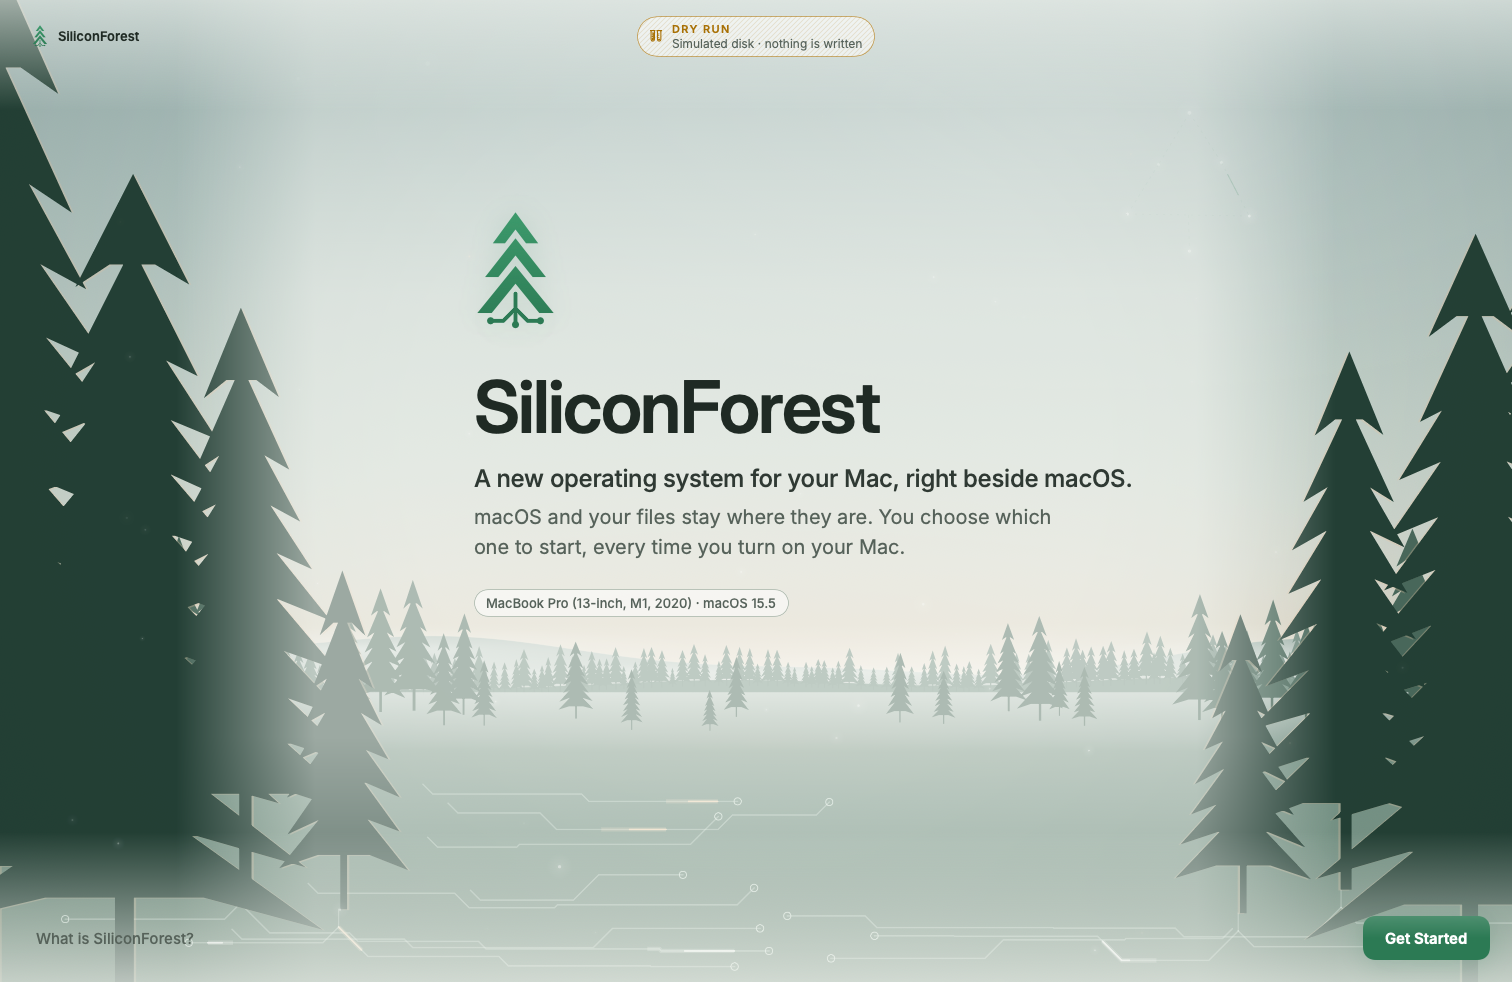 SiliconForest
DRY RUN
Simulated disk · nothing is written
SiliconForest
A new operating system for your Mac, right beside macOS.
macOS and your files stay where they are. You choose which
one to start, every time you turn on your Mac.
MacBook Pro (13-inch, M1, 2020) · macOS 15.5
What is SiliconForest?
Get Started